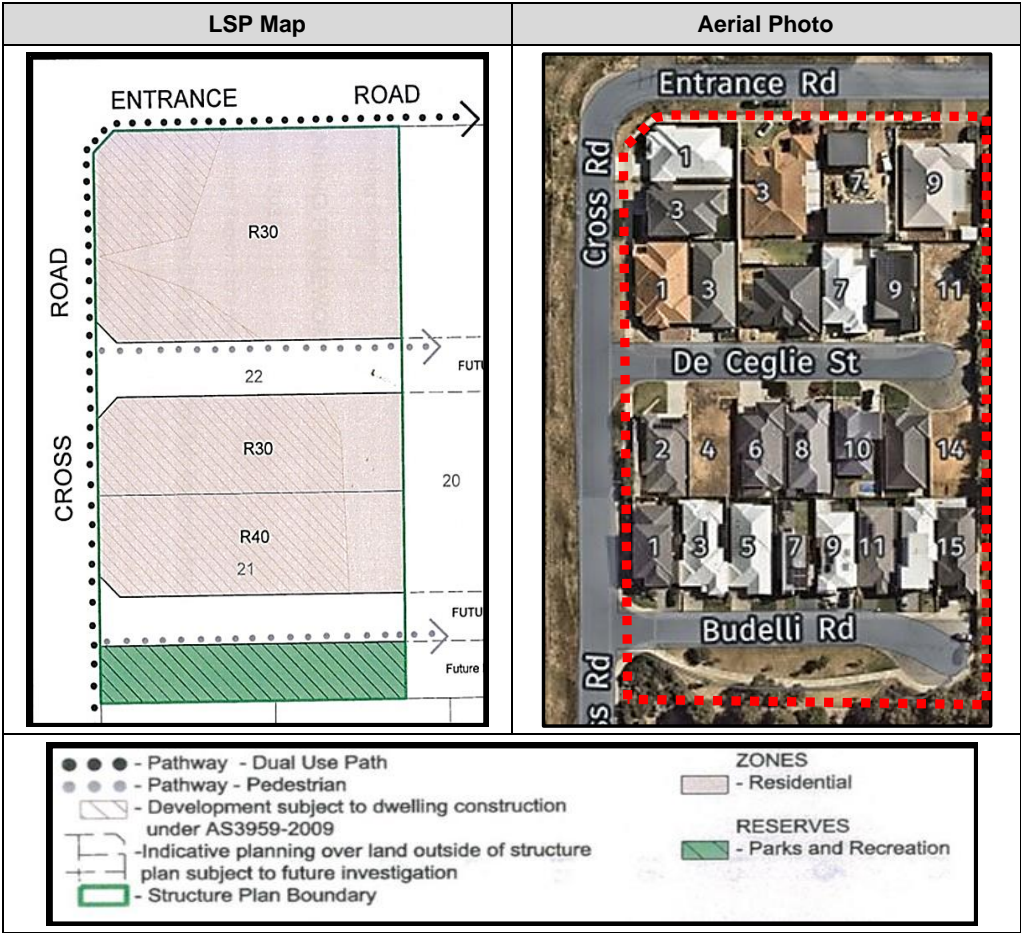 LSP Map
Aerial Photo
ENTRANCE ROAD
CROSS ROAD
R30
22
FUTU
R30
20
R40
21
FUTU
Future
Entrance Rd
Cross Rd
1
3
7
9
3
1
3
7
9
11
De Ceglie St
2
4
6
8
10
14
1
3
5
7
9
11
15
Budelli Rd
ss Rd
- Pathway - Dual Use Path
- Pathway - Pedestrian
- Development subject to dwelling construction
under AS3959-2009
-Indicative planning over land outside of structure
plan subject to future investigation
- Structure Plan Boundary
ZONES
- Residential
RESERVES
- Parks and Recreation